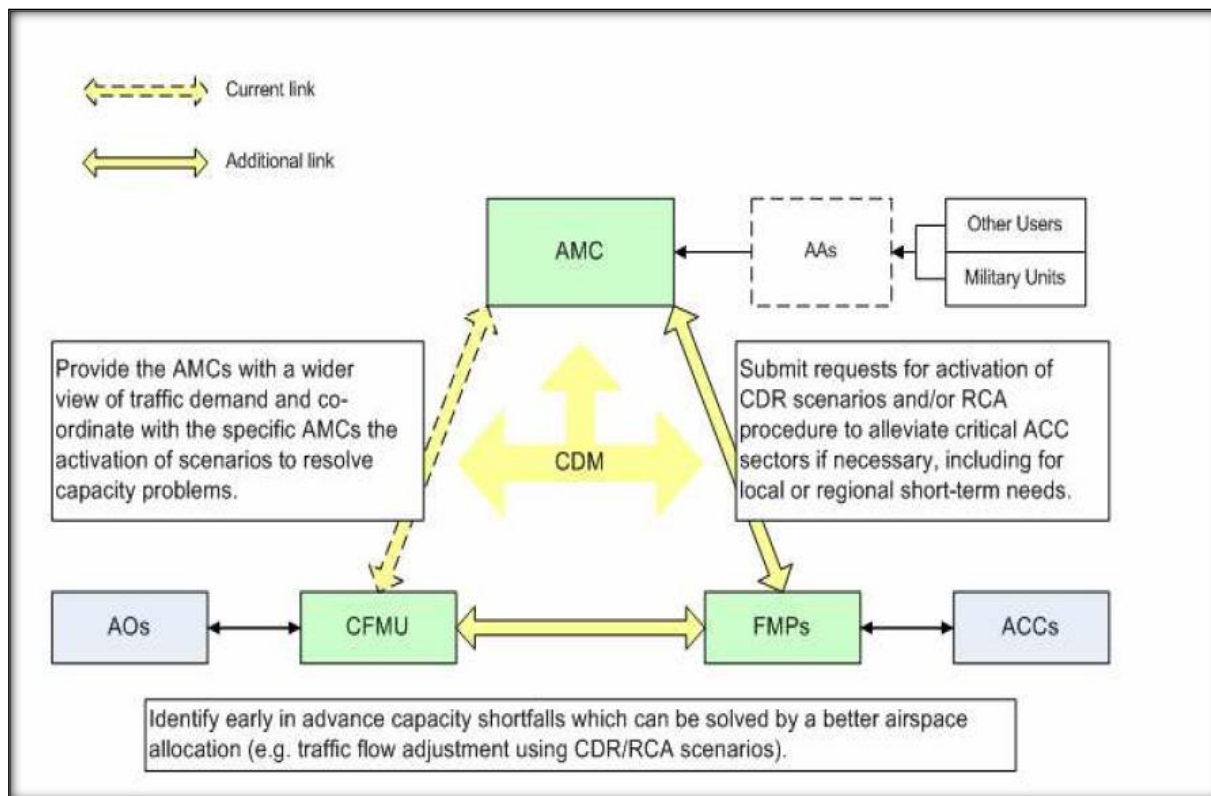 Current link
Additional link
AMC
AAs
Other Users
Military Units
Provide the AMCs with a wider
view of traffic demand and co-
ordinate with the specific AMCs the
activation of scenarios to resolve
capacity problems.
CDM
Submit requests for activation of
CDR scenarios and/or RCA
procedure to alleviate critical ACC
sectors if necessary, including for
local or regional short-term needs.
AOs
CFMU
FMPs
ACCs
Identify early in advance capacity shortfalls which can be solved by a better airspace
allocation (e.g. traffic flow adjustment using CDR/RCA scenarios).